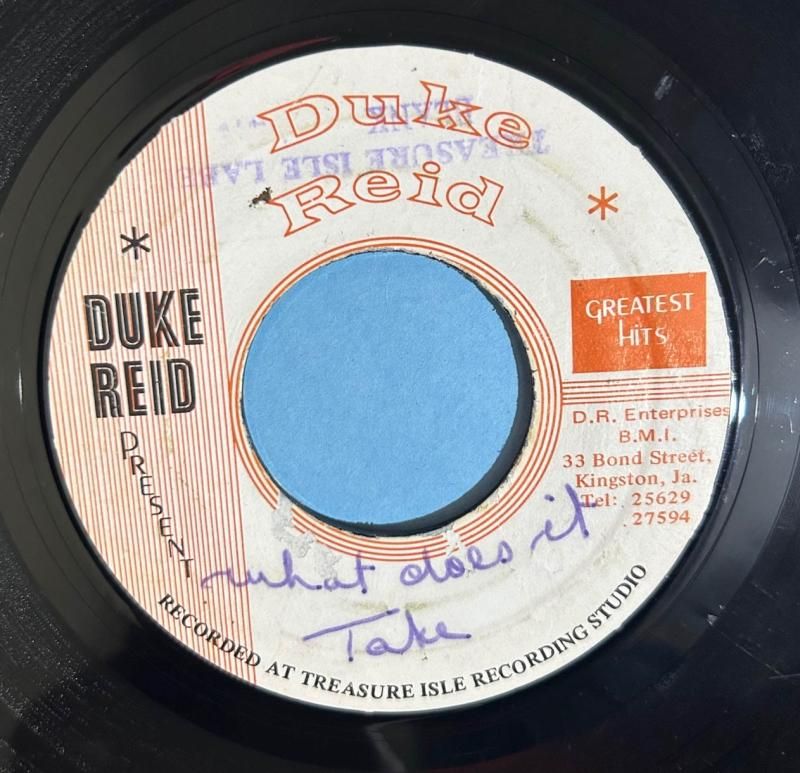 Duke
Reid
BLANK
TREASURE ISLE LABE
*
*
DUKE
REID
PRESENT
GREATEST
HITS
D.R. Enterprises
B.M.I.
33 Bond Street,
Kingston, Ja.
Tel: 25629
27594
what does it
Take
RECORDED AT TREASURE ISLE RECORDING STUDIO